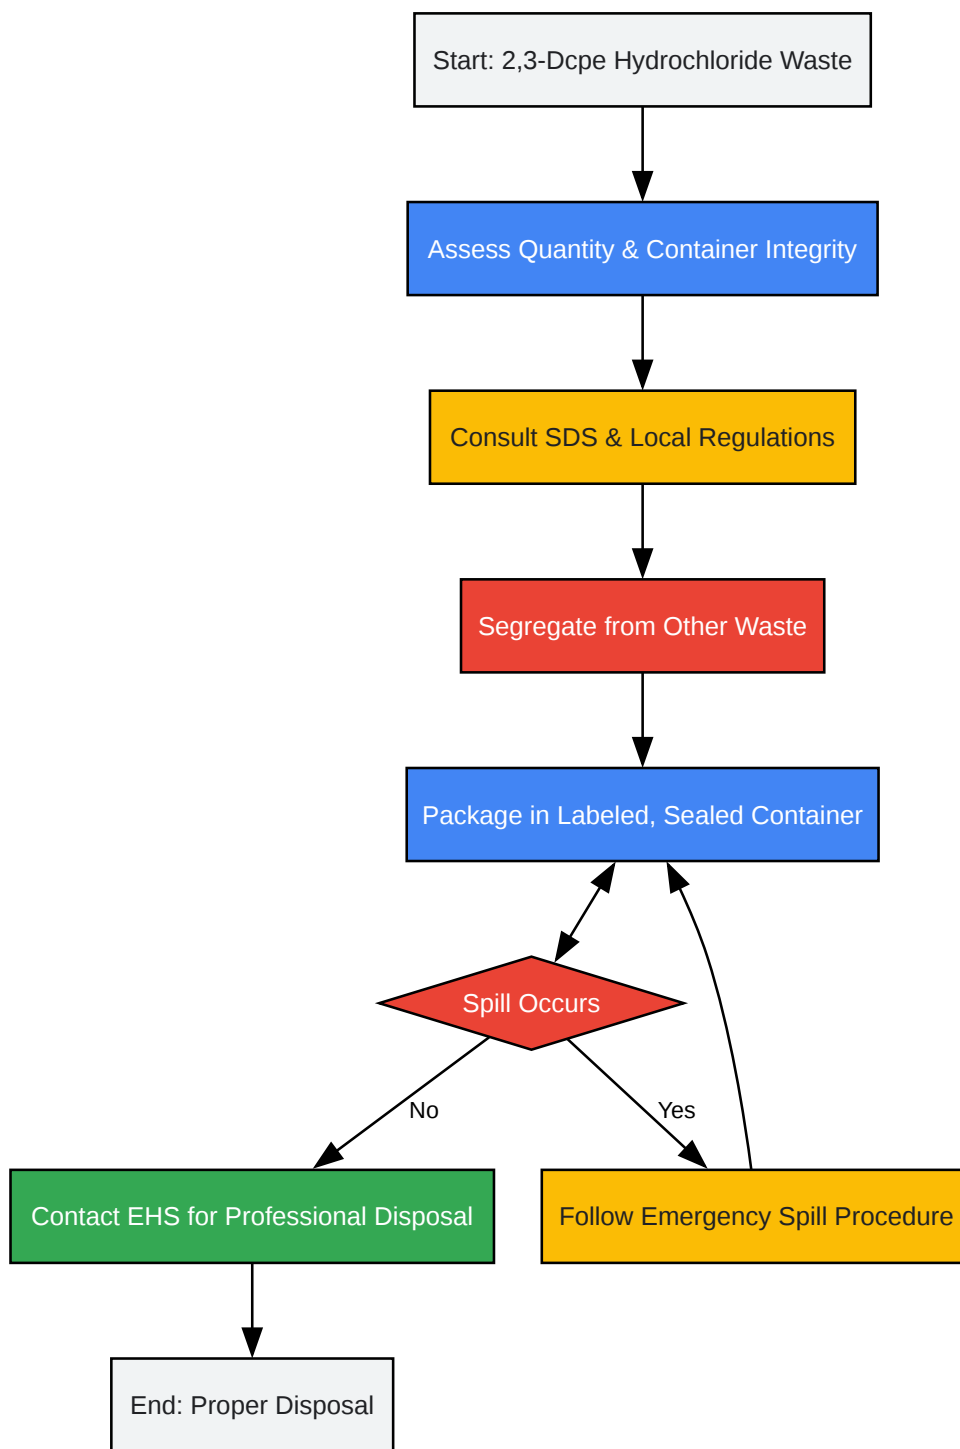 Start: 2,3-Dcpe Hydrochloride Waste
Assess Quantity & Container Integrity
Consult SDS & Local Regulations
Segregate from Other Waste
Package in Labeled, Sealed Container
Spill Occurs
No
Yes
Contact EHS for Professional Disposal
Follow Emergency Spill Procedure
End: Proper Disposal